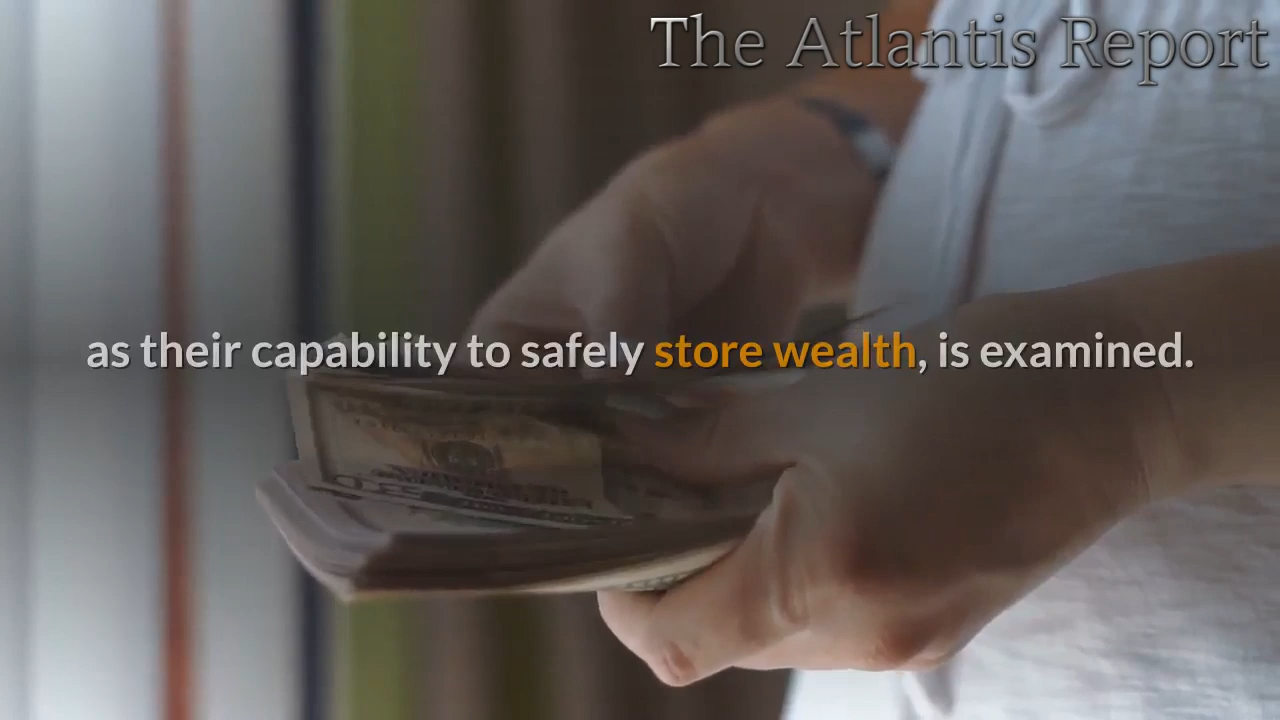 The Atlantis Report
as their capability to safely store wealth, is examined.